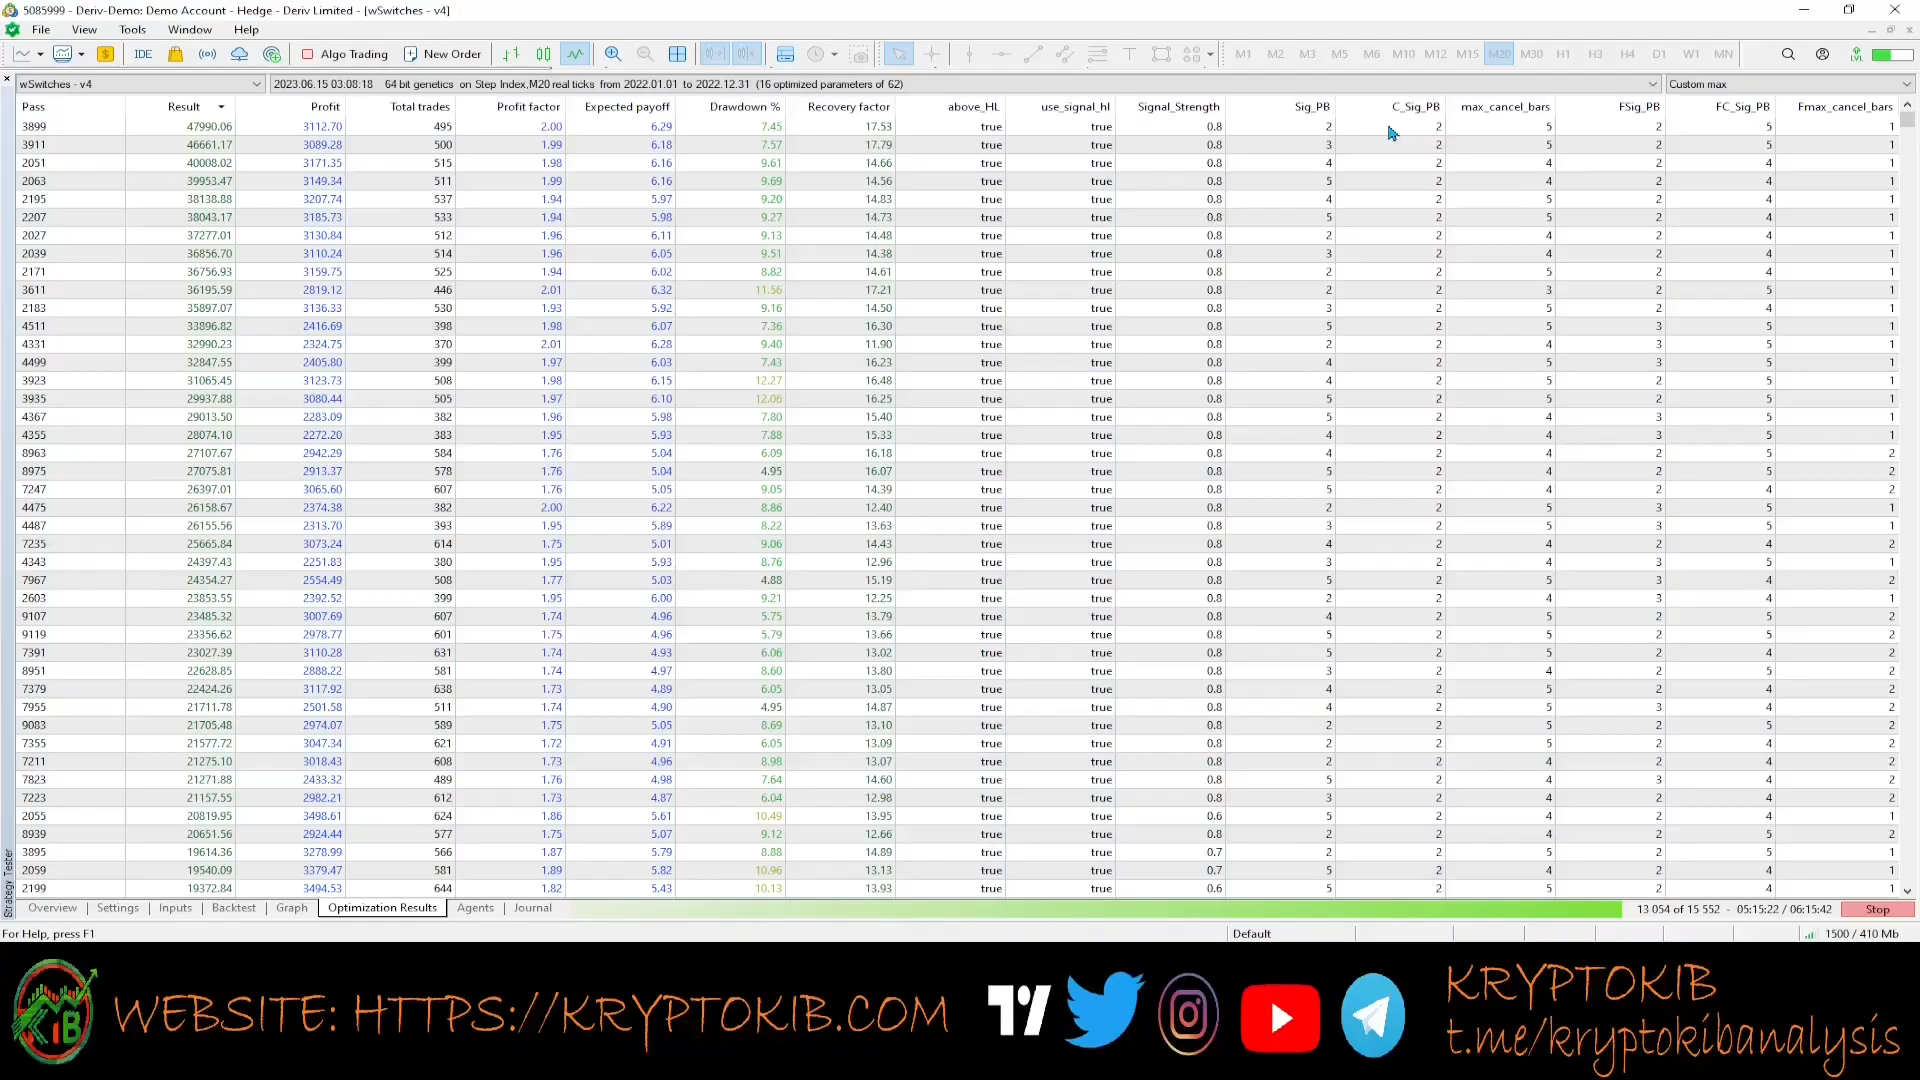 5085999 - Deriv-Demo: Demo Account - Hedge - Deriv Limited - [wSwitches - v4]
File View Tools Window Help
IDE Algo Trading New Order M1 M2 M3 M5 M6 M10 M12 M15 M20 M30 H1 H3 H4 D1 W1 MN
wSwitches - v4 2023.06.15 03:08:18 64 bit genetics on Step Index,M20 real ticks from 2022.01.01 to 2022.12.31 (16 optimized parameters of 62) Custom max
Pass Result Profit Total trades Profit factor Expected payoff Drawdown % Recovery factor above_HL use_signal_hl Signal_Strength Sig_PB C_Sig_PB max_cancel_bars FSig_PB FC_Sig_PB Fmax_cancel_bars
3899 47990.06 3112.70 495 2.00 6.29 7.45 17.53 true true 0.8 2 2 5 2 5 1
3911 46661.17 3089.28 500 1.99 6.18 7.57 17.79 true true 0.8 3 2 5 2 5 1
2051 40008.02 3171.35 515 1.98 6.16 9.61 14.66 true true 0.8 4 2 4 2 4 1
2063 39953.47 3149.34 511 1.99 6.16 9.69 14.56 true true 0.8 5 2 4 2 4 1
2195 38138.88 3207.74 537 1.94 5.97 9.20 14.83 true true 0.8 4 2 5 2 4 1
2207 38043.17 3185.73 533 1.94 5.98 9.27 14.73 true true 0.8 5 2 5 2 4 1
2027 37277.01 3130.84 512 1.96 6.11 9.13 14.48 true true 0.8 2 2 4 2 4 1
2039 36856.70 3110.24 514 1.96 6.05 9.51 14.38 true true 0.8 3 2 4 2 4 1
2171 36756.93 3159.75 525 1.94 6.02 8.82 14.61 true true 0.8 2 2 5 2 4 1
3611 36195.59 2819.12 446 2.01 6.32 11.56 17.21 true true 0.8 2 2 3 2 5 1
2183 35897.07 3136.33 530 1.93 5.92 9.16 14.50 true true 0.8 3 2 5 2 4 1
4511 33896.82 2416.69 398 1.98 6.07 7.36 16.30 true true 0.8 5 2 5 3 5 1
4331 32990.23 2324.75 370 2.01 6.28 9.40 11.90 true true 0.8 2 2 4 3 5 1
4499 32847.55 2405.80 399 1.97 6.03 7.43 16.23 true true 0.8 4 2 5 3 5 1
3923 31065.45 3123.73 508 1.98 6.15 12.27 16.48 true true 0.8 4 2 5 2 5 1
3935 29937.88 3080.44 505 1.97 6.10 12.06 16.25 true true 0.8 5 2 5 2 5 1
4367 29013.50 2283.09 382 1.96 5.98 7.80 15.40 true true 0.8 5 2 4 3 5 1
4355 28074.10 2272.20 383 1.95 5.93 7.88 15.33 true true 0.8 4 2 4 3 5 1
8963 27107.67 2942.29 584 1.76 5.04 6.09 16.18 true true 0.8 4 2 4 2 5 2
8975 27075.81 2913.37 578 1.76 5.04 4.95 16.07 true true 0.8 5 2 4 2 5 2
7247 26397.01 3065.60 607 1.76 5.05 9.05 14.39 true true 0.8 5 2 4 2 4 2
4475 26158.67 2374.38 382 2.00 6.22 8.86 12.40 true true 0.8 2 2 5 3 5 1
4487 26155.56 2313.70 393 1.95 5.89 8.22 13.63 true true 0.8 3 2 5 3 5 1
7235 25665.84 3073.24 614 1.75 5.01 9.06 14.43 true true 0.8 4 2 4 2 4 2
4343 24397.43 2251.83 380 1.95 5.93 8.76 12.96 true true 0.8 3 2 4 3 5 1
7967 24354.27 2554.49 508 1.77 5.03 4.88 15.19 true true 0.8 5 2 5 3 4 2
2603 23853.55 2392.52 399 1.95 6.00 9.21 12.25 true true 0.8 2 2 4 3 4 1
9107 23485.32 3007.69 607 1.74 4.96 5.75 13.79 true true 0.8 4 2 5 2 5 2
9119 23356.62 2978.77 601 1.75 4.96 5.79 13.66 true true 0.8 5 2 5 2 5 2
7391 23027.39 3110.28 631 1.74 4.93 6.06 13.02 true true 0.8 5 2 5 2 4 2
8951 22628.85 2888.22 581 1.74 4.97 8.60 13.80 true true 0.8 3 2 4 2 5 2
7379 22424.26 3117.92 638 1.73 4.89 6.05 13.05 true true 0.8 4 2 5 2 4 2
7955 21711.78 2501.58 511 1.74 4.90 4.95 14.87 true true 0.8 4 2 5 3 4 2
9083 21705.48 2974.07 589 1.75 5.05 8.69 13.10 true true 0.8 2 2 5 2 5 2
7355 21577.72 3047.34 621 1.72 4.91 6.05 13.09 true true 0.8 2 2 5 2 4 2
7211 21275.10 3018.43 608 1.73 4.96 8.98 13.07 true true 0.8 2 2 4 2 4 2
7823 21271.88 2433.32 489 1.76 4.98 7.64 14.60 true true 0.8 5 2 4 3 4 2
7223 21157.55 2982.21 612 1.73 4.87 6.04 12.98 true true 0.8 3 2 4 2 4 2
2055 20819.95 3498.61 624 1.86 5.61 10.49 13.95 true true 0.6 5 2 4 2 4 1
8939 20651.56 2924.44 577 1.75 5.07 9.12 12.66 true true 0.8 2 2 4 2 5 2
3895 19614.36 3278.99 566 1.87 5.79 8.88 14.89 true true 0.7 2 2 5 2 5 1
2059 19540.09 3379.47 581 1.89 5.82 10.96 13.13 true true 0.7 5 2 4 2 4 1
2199 19372.84 3494.53 644 1.82 5.43 10.13 13.93 true true 0.6 5 2 5 2 4 1
Strategy Tester
Overview Settings Inputs Backtest Graph Optimization Results Agents Journal 13 054 of 15 552 - 05:15:22 / 06:15:42 Stop
For Help, press F1 Default 1500 / 410 Mb
KiB
WEBSITE: HTTPS://KRYPTOKIB.COM
KRYPTOKIB
t.me/kryptokibanalysis